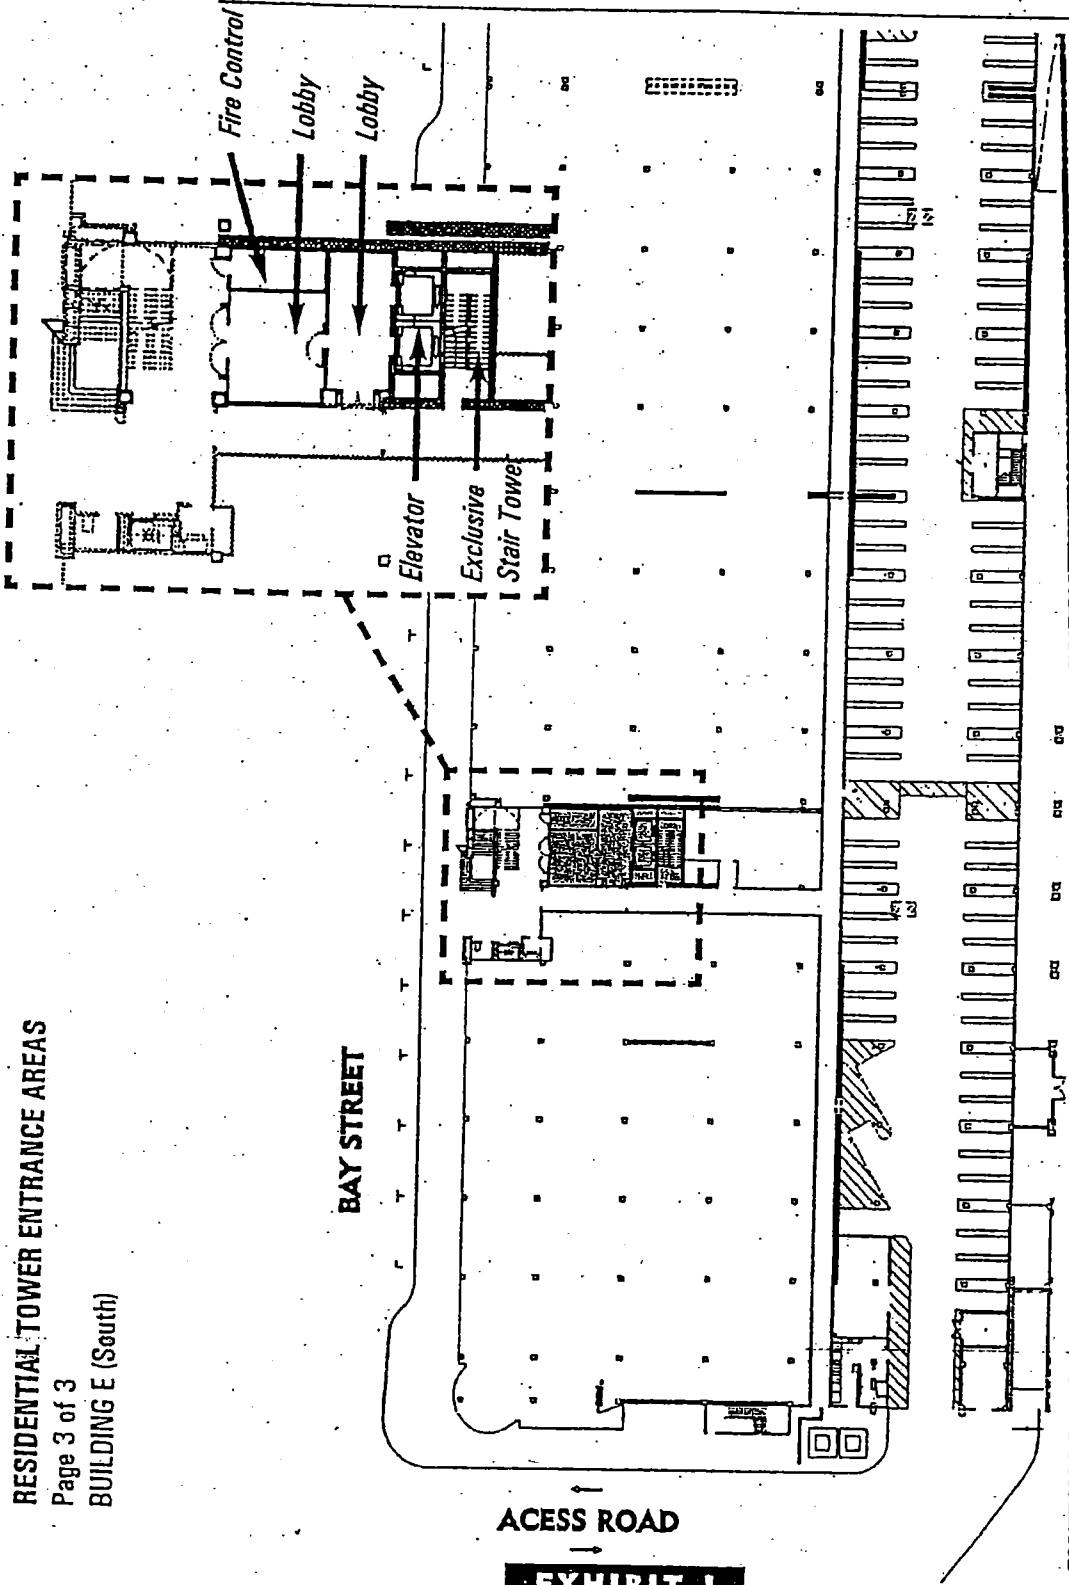 RESIDENTIAL TOWER ENTRANCE AREAS
Page 3 of 3
BUILDING E (South)
Fire Control
Lobby
Lobby
Elevator
Exclusive
Stair Tower
BAY STREET
ACESS ROAD
EXHIBIT